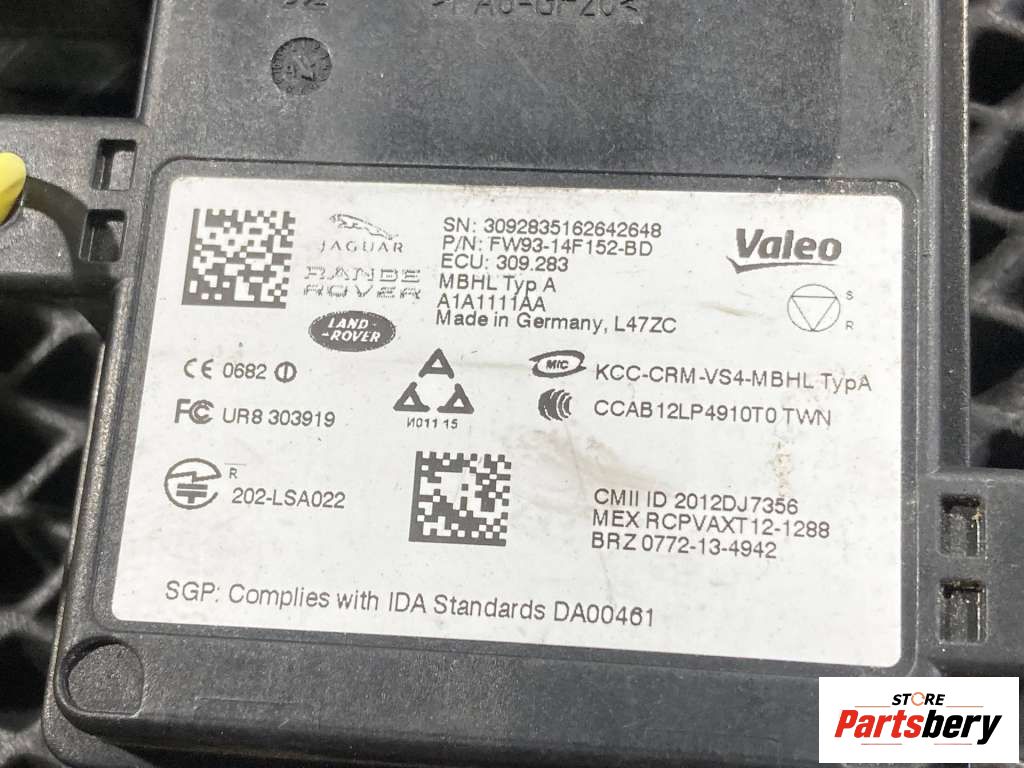 SN: 3092835162642648
JAGUAR
P/N: FW93-14F152-BD
ECU: 309.283
Valeo
RANGE
ROVER
MBHL Typ A
A1A1111AA
Made in Germany, L47ZC
S
R
LAND
-ROVER
CE 0682
MIC
KCC-CRM-VS4-MBHL TypA
A
FC UR8 303919
N011 15
CCAB12LP4910T0 TWN
R
202-LSA022
CMII ID 2012DJ7356
MEX RCPVAXT12-1288
BRZ 0772-13-4942
SGP: Complies with IDA Standards DA00461
STORE
Partsbery